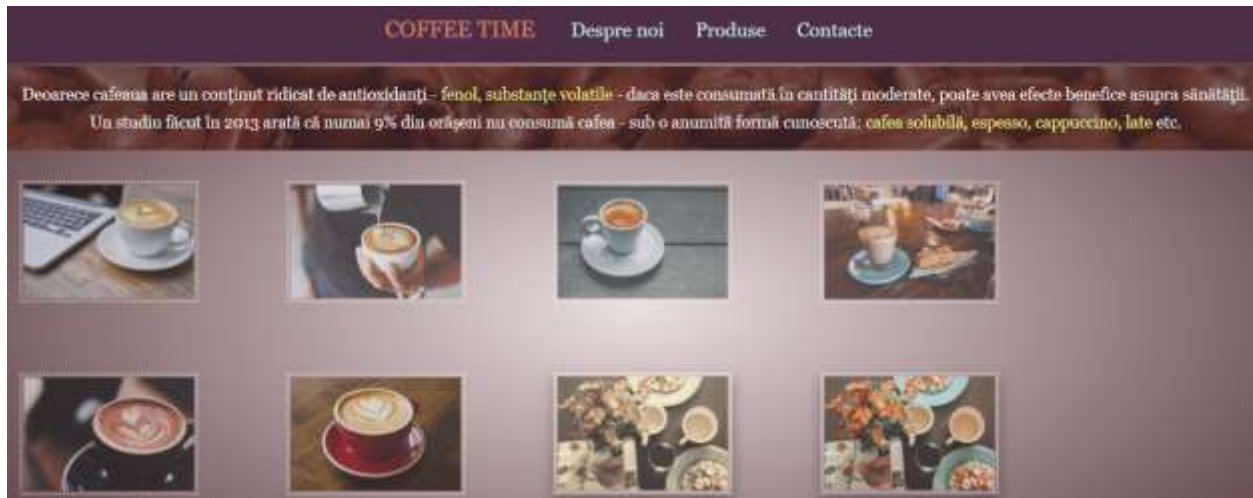 COFFEE TIME Despre noi Produse Contacte
Deoarece cafeaua are un conținut ridicat de antioxidanți - fenol, substanțe volatile - daca este consumată în cantități moderate, poate avea efecte benefice asupra sănătății.
Un studiu făcut în 2013 arată că numai 9% din orășeni nu consumă cafea - sub o anumită formă cunoscută: cafea solubilă, espesso, cappuccino, late etc.